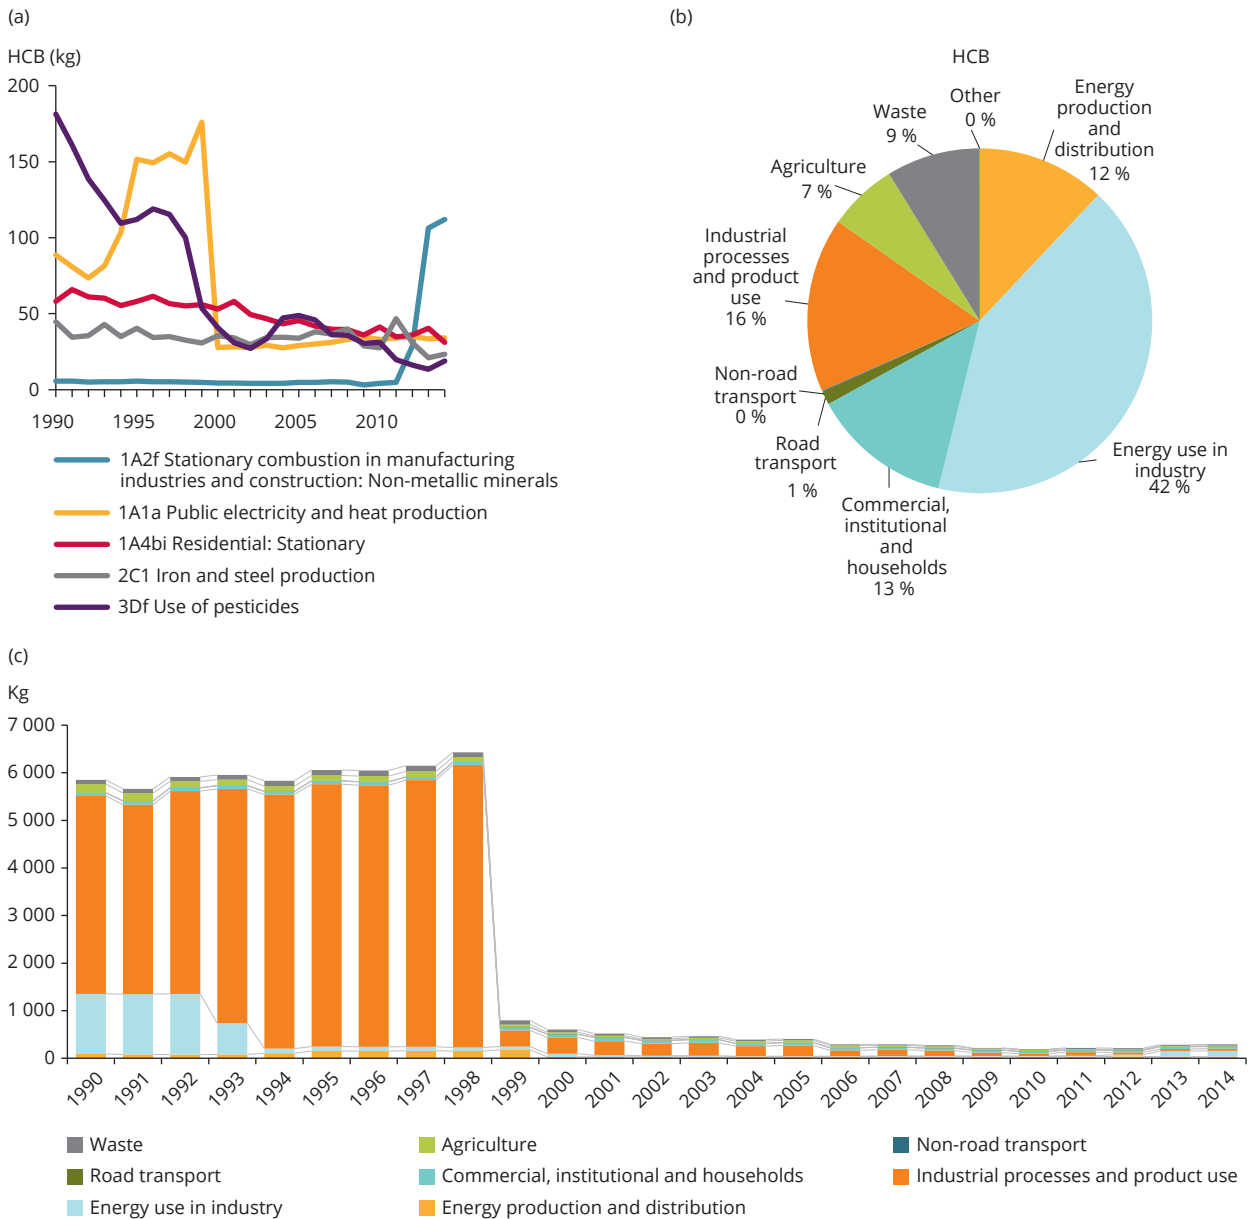 (a)
HCB (kg)
200
150
100
50
0
1990
1995
2000
2005
2010
1A2f Stationary combustion in manufacturing
industries and construction: Non-metallic minerals
1A1a Public electricity and heat production
1A4bi Residential: Stationary
2C1 Iron and steel production
3Df Use of pesticides
(b)
HCB
Other
0 %
Energy
production
and
distribution
12 %
Waste
9 %
Agriculture
7 %
Industrial
processes
and product
use
16 %
Non-road
transport
0 %
Road
transport
1 %
Commercial,
institutional
and
households
13 %
Energy use in
industry
42 %
(c)
Kg
7 000
6 000
5 000
4 000
3 000
2 000
1 000
0
1990
1991
1992
1993
1994
1995
1996
1997
1998
1999
2000
2001
2002
2003
2004
2005
2006
2007
2008
2009
2010
2011
2012
2013
2014
Waste
Agriculture
Non-road transport
Road transport
Commercial, institutional and households
Industrial processes and product use
Energy use in industry
Energy production and distribution